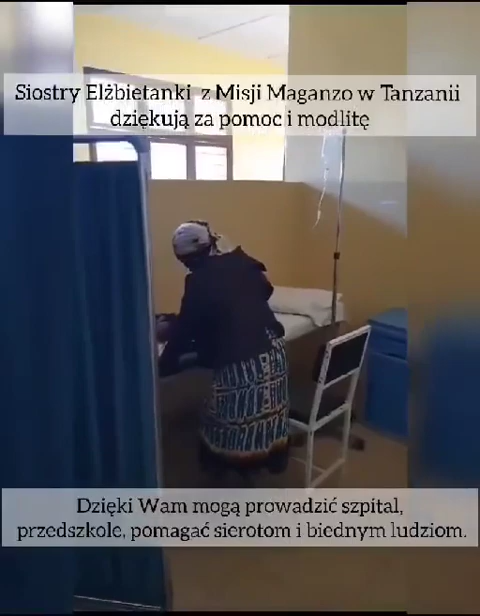 Siostry Elżbietanki z Misji Maganzo w Tanzanii
dziękują za pomoc i modlitę
Dzięki Wam mogą prowadzić szpital,
przedszkole, pomagać sierotom i biednym ludziom.